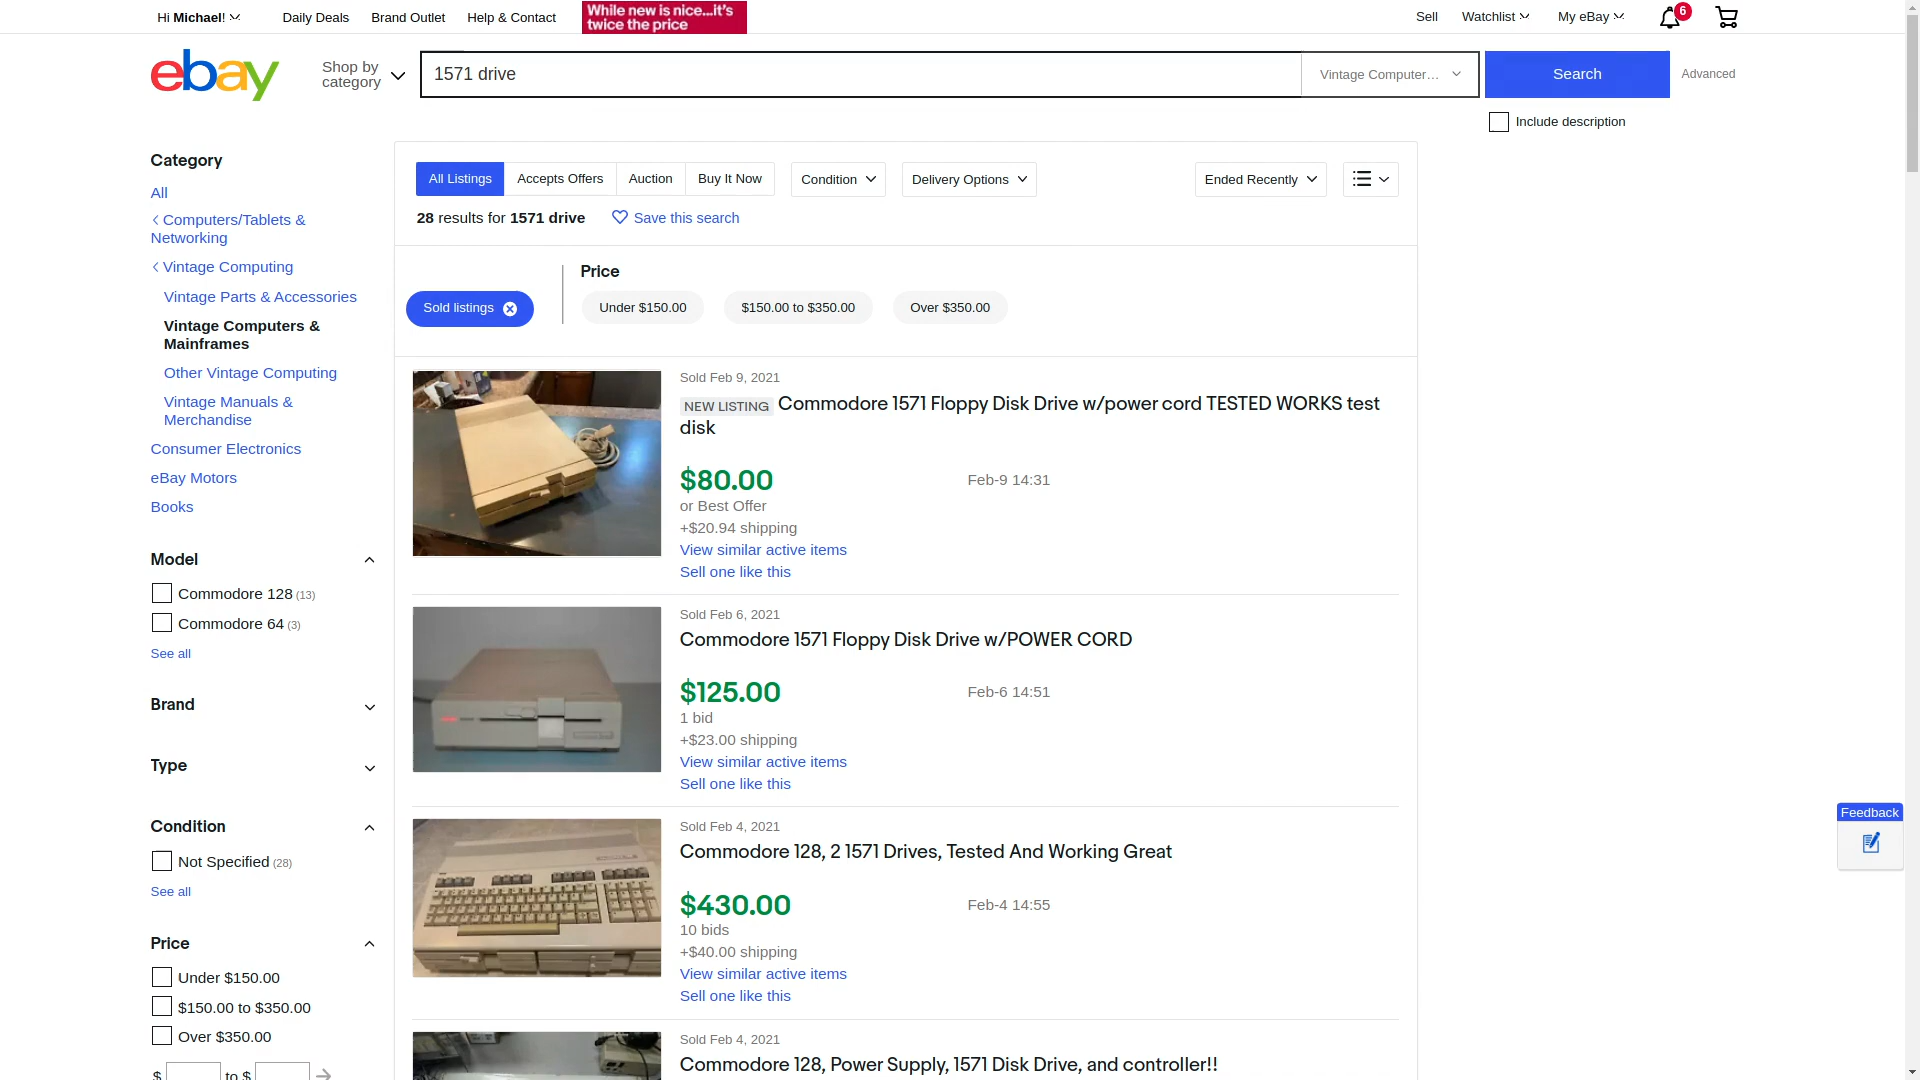 Hi Michael!
Daily Deals
Brand Outlet
Help & Contact
While new is nice...it's
twice the price
Sell
Watchlist
My eBay
6
ebay
Shop by
category
1571 drive
Vintage Computer...
Search
Advanced
Include description
Category
All
Computers/Tablets &
Networking
Vintage Computing
Vintage Parts & Accessories
Vintage Computers &
Mainframes
Other Vintage Computing
Vintage Manuals &
Merchandise
Consumer Electronics
eBay Motors
Books
Model
Commodore 128 (13)
Commodore 64 (3)
See all
Brand
Type
Condition
Not Specified (28)
See all
Price
Under $150.00
$150.00 to $350.00
Over $350.00
$ to $
All Listings
Accepts Offers
Auction
Buy It Now
Condition
Delivery Options
Ended Recently
28 results for 1571 drive
Save this search
Sold listings
Price
Under $150.00
$150.00 to $350.00
Over $350.00
Sold Feb 9, 2021
NEW LISTING Commodore 1571 Floppy Disk Drive w/power cord TESTED WORKS test
disk
$80.00
Feb-9 14:31
or Best Offer
+$20.94 shipping
View similar active items
Sell one like this
Sold Feb 6, 2021
Commodore 1571 Floppy Disk Drive w/POWER CORD
$125.00
Feb-6 14:51
1 bid
+$23.00 shipping
View similar active items
Sell one like this
Sold Feb 4, 2021
Commodore 128, 2 1571 Drives, Tested And Working Great
$430.00
Feb-4 14:55
10 bids
+$40.00 shipping
View similar active items
Sell one like this
Sold Feb 4, 2021
Commodore 128, Power Supply, 1571 Disk Drive, and controller!!
Feedback